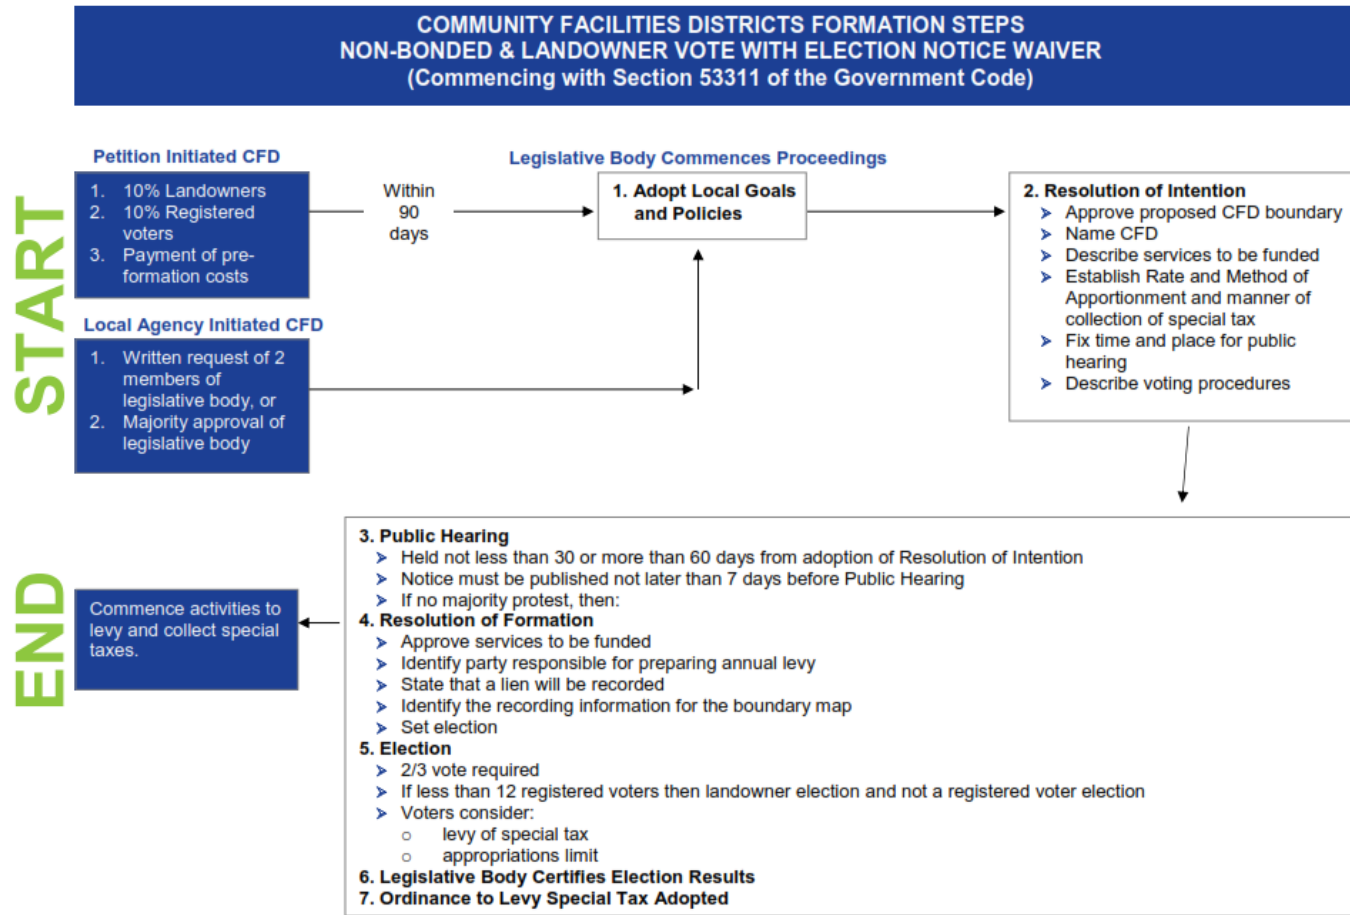 COMMUNITY FACILITIES DISTRICTS FORMATION STEPS
NON-BONDED & LANDOWNER VOTE WITH ELECTION NOTICE WAIVER
(Commencing with Section 53311 of the Government Code)
START
Petition Initiated CFD
1. 10% Landowners
2. 10% Registered
voters
3. Payment of pre-
formation costs
Within
90
days
Legislative Body Commences Proceedings
1. Adopt Local Goals
and Policies
2. Resolution of Intention
➢ Approve proposed CFD boundary
➢ Name CFD
➢ Describe services to be funded
➢ Establish Rate and Method of
Apportionment and manner of
collection of special tax
➢ Fix time and place for public
hearing
➢ Describe voting procedures
Local Agency Initiated CFD
1. Written request of 2
members of
legislative body, or
2. Majority approval of
legislative body
3. Public Hearing
➢ Held not less than 30 or more than 60 days from adoption of Resolution of Intention
➢ Notice must be published not later than 7 days before Public Hearing
➢ If no majority protest, then:
4. Resolution of Formation
➢ Approve services to be funded
➢ Identify party responsible for preparing annual levy
➢ State that a lien will be recorded
➢ Identify the recording information for the boundary map
➢ Set election
5. Election
➢ 2/3 vote required
➢ If less than 12 registered voters then landowner election and not a registered voter election
➢ Voters consider:
o levy of special tax
o appropriations limit
6. Legislative Body Certifies Election Results
7. Ordinance to Levy Special Tax Adopted
END
Commence activities to
levy and collect special
taxes.